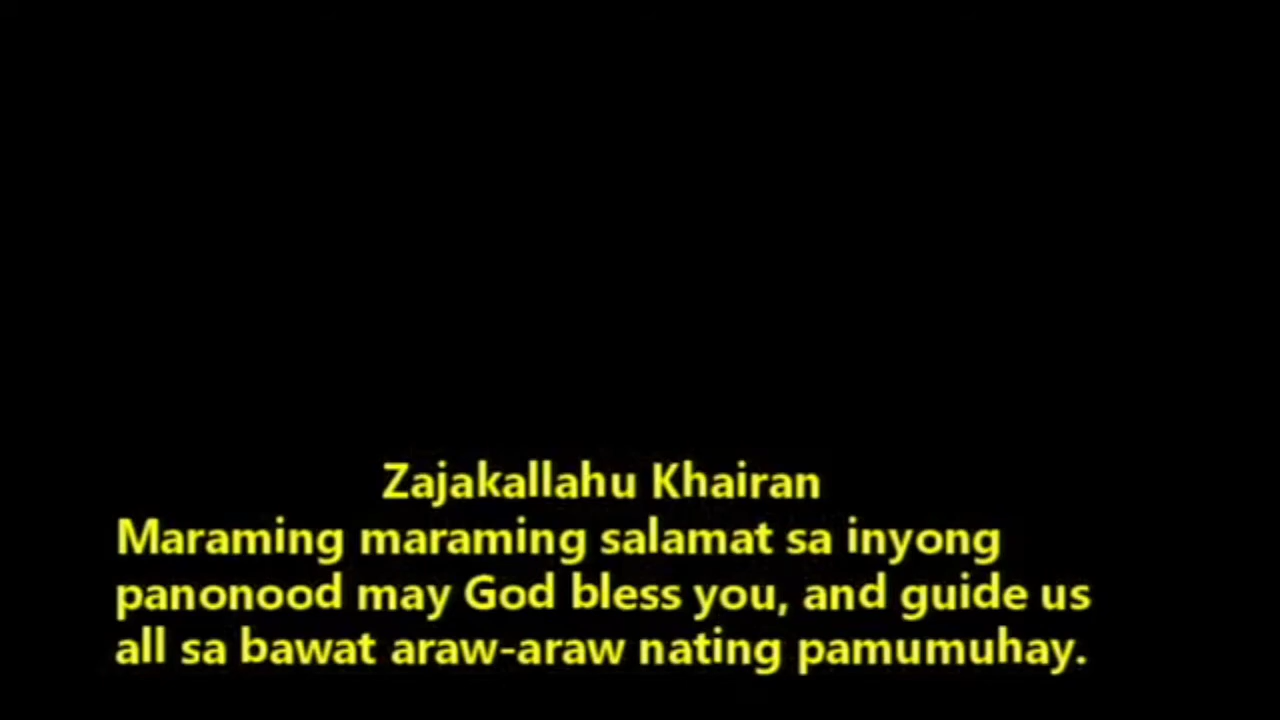 Zajakallahu Khairan
Maraming maraming salamat sa inyong
panonood may God bless you, and guide us
all sa bawat araw-araw nating pamumuhay.